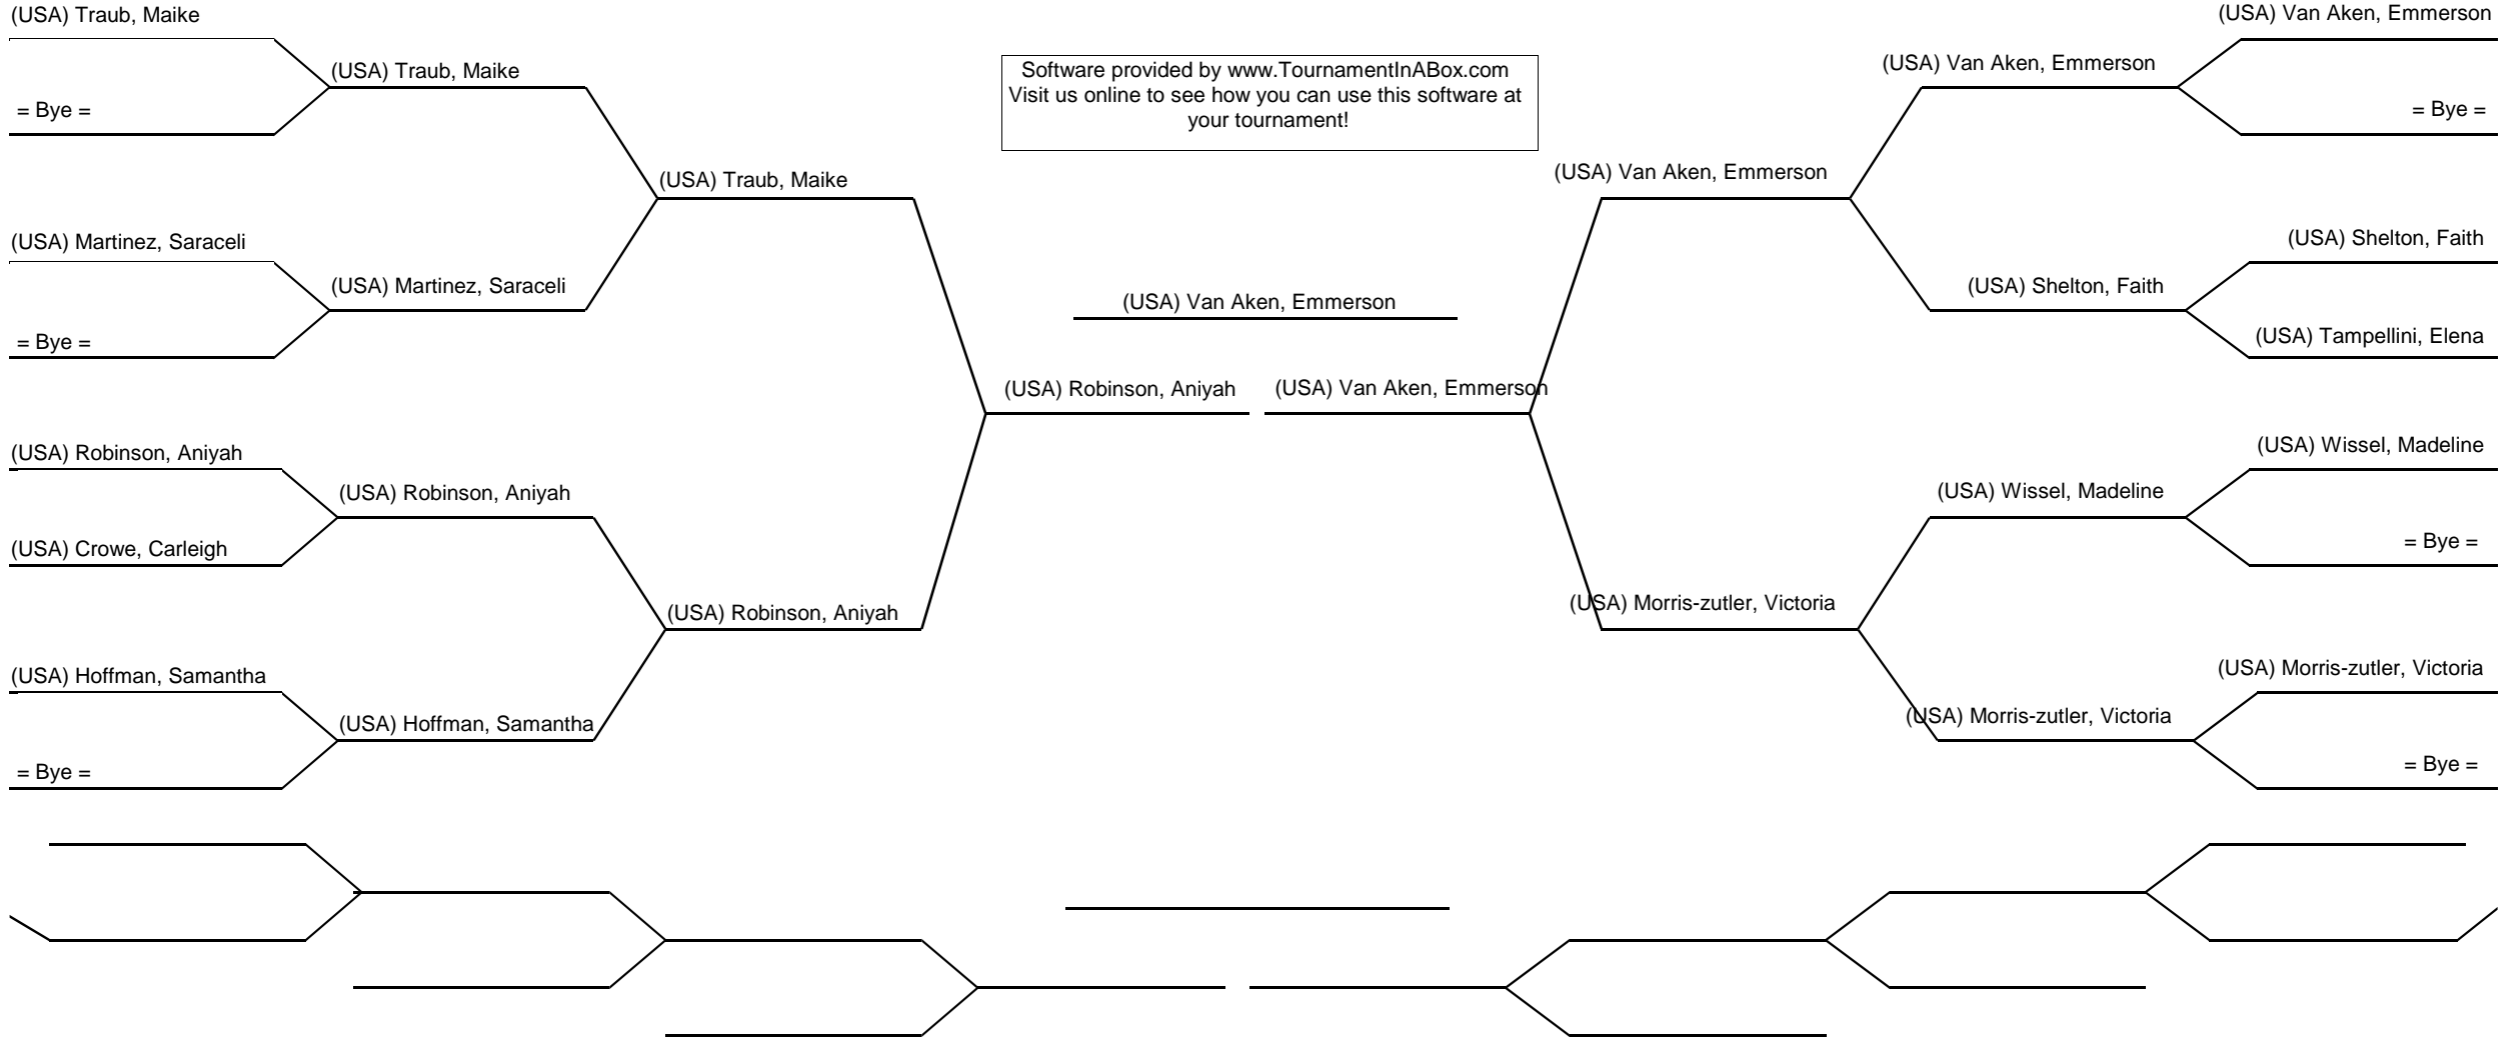 (USA) Traub, Maike
= Bye =
(USA) Martinez, Saraceli
= Bye =
(USA) Robinson, Aniyah
(USA) Crowe, Carleigh
(USA) Hoffman, Samantha
= Bye =
(USA) Traub, Maike
(USA) Martinez, Saraceli
(USA) Robinson, Aniyah
(USA) Hoffman, Samantha
(USA) Traub, Maike
(USA) Robinson, Aniyah
(USA) Robinson, Aniyah
Software provided by www.TournamentInABox.com
Visit us online to see how you can use this software at
your tournament!
(USA) Van Aken, Emmerson
(USA) Van Aken, Emmerson
(USA) Van Aken, Emmerson
(USA) Morris-zutler, Victoria
(USA) Van Aken, Emmerson
(USA) Shelton, Faith
(USA) Wissel, Madeline
(USA) Morris-zutler, Victoria
(USA) Van Aken, Emmerson
= Bye =
(USA) Shelton, Faith
(USA) Tampellini, Elena
(USA) Wissel, Madeline
= Bye =
(USA) Morris-zutler, Victoria
= Bye =